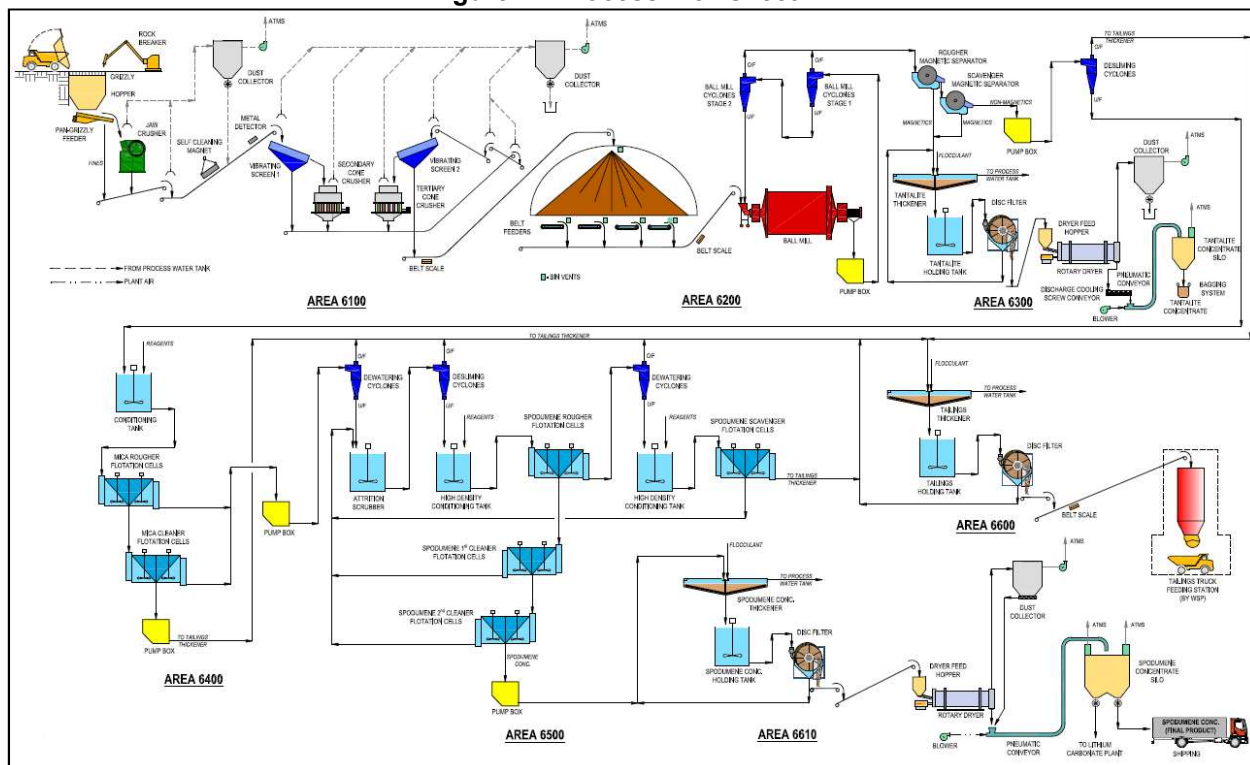 ATMS
ROCK
BREAKER
GRIZZLY
HOPPER
PAN-GRIZZLY
FEEDER
JAW
CRUSHER
FINES
SELF CLEANING
MAGNET
METAL
DETECTOR
DUST
COLLECTOR
VIBRATING
SCREEN 1
SECONDARY
CONE
CRUSHER
TERTIARY
CONE
CRUSHER
VIBRATING
SCREEN 2
ATMS
DUST
COLLECTOR
BELT SCALE
FROM PROCESS WATER TANK
PLANT AIR
AREA 6100
BELT
FEEDERS
BIN VENTS
BELT SCALE
O/F
O/F
BALL MILL
CYCLONES
STAGE 2
BALL MILL
CYCLONES
STAGE 1
U/F
U/F
BALL MILL
PUMP BOX
AREA 6200
ROUGHER
MAGNETIC SEPARATOR
SCAVENGER
MAGNETIC SEPARATOR
NON-MAGNETICS
MAGNETICS
MAGNETICS
PUMP BOX
TO TAILINGS
THICKENER
O/F
DESLIMING
CYCLONES
U/F
FLOCCULANT
TO PROCESS
WATER TANK
TANTALITE
THICKENER
DISC FILTER
TANTALITE
HOLDING TANK
AREA 6300
DRYER FEED
HOPPER
ROTARY DRYER
DUST
COLLECTOR
ATMS
DISCHARGE COOLING
SCREW CONVEYOR
PNEUMATIC
CONVEYOR
BLOWER
ATMS
TANTALITE
CONCENTRATE
SILO
BAGGING
SYSTEM
TANTALITE
CONCENTRATE
TO TAILINGS THICKENER
REAGENTS
CONDITIONING
TANK
MICA ROUGHER
FLOTATION CELLS
MICA CLEANER
FLOTATION CELLS
PUMP BOX
TO TAILINGS
THICKENER
AREA 6400
PUMP BOX
O/F
DEWATERING
CYCLONES
U/F
ATTRITION
SCRUBBER
O/F
DESLIMING
CYCLONES
U/F
REAGENTS
HIGH DENSITY
CONDITIONING TANK
SPODUMENE ROUGHER
FLOTATION CELLS
O/F
DEWATERING
CYCLONES
U/F
REAGENTS
HIGH DENSITY
CONDITIONING TANK
SPODUMENE SCAVENGER
FLOTATION CELLS
TO TAILINGS
THICKENER
SPODUMENE 1ST CLEANER
FLOTATION CELLS
SPODUMENE 2ND CLEANER
FLOTATION CELLS
SPODUMENE
CONC.
PUMP BOX
AREA 6500
FLOCCULANT
TO PROCESS
WATER TANK
TAILINGS
THICKENER
DISC FILTER
TAILINGS
HOLDING TANK
AREA 6600
BELT SCALE
TAILINGS TRUCK
FEEDING STATION
(BY WSP)
FLOCCULANT
TO PROCESS
WATER TANK
SPODUMENE CONC.
THICKENER
DISC FILTER
SPODUMENE CONC.
HOLDING TANK
AREA 6610
DRYER FEED
HOPPER
ROTARY DRYER
ATMS
DUST
COLLECTOR
BLOWER
PNEUMATIC
CONVEYOR
ATMS
ATMS
SPODUMENE
CONCENTRATE
SILO
TO LITHIUM
CARBONATE PLANT
SPODUMENE CONC.
(FINAL PRODUCT)
SHIPPING